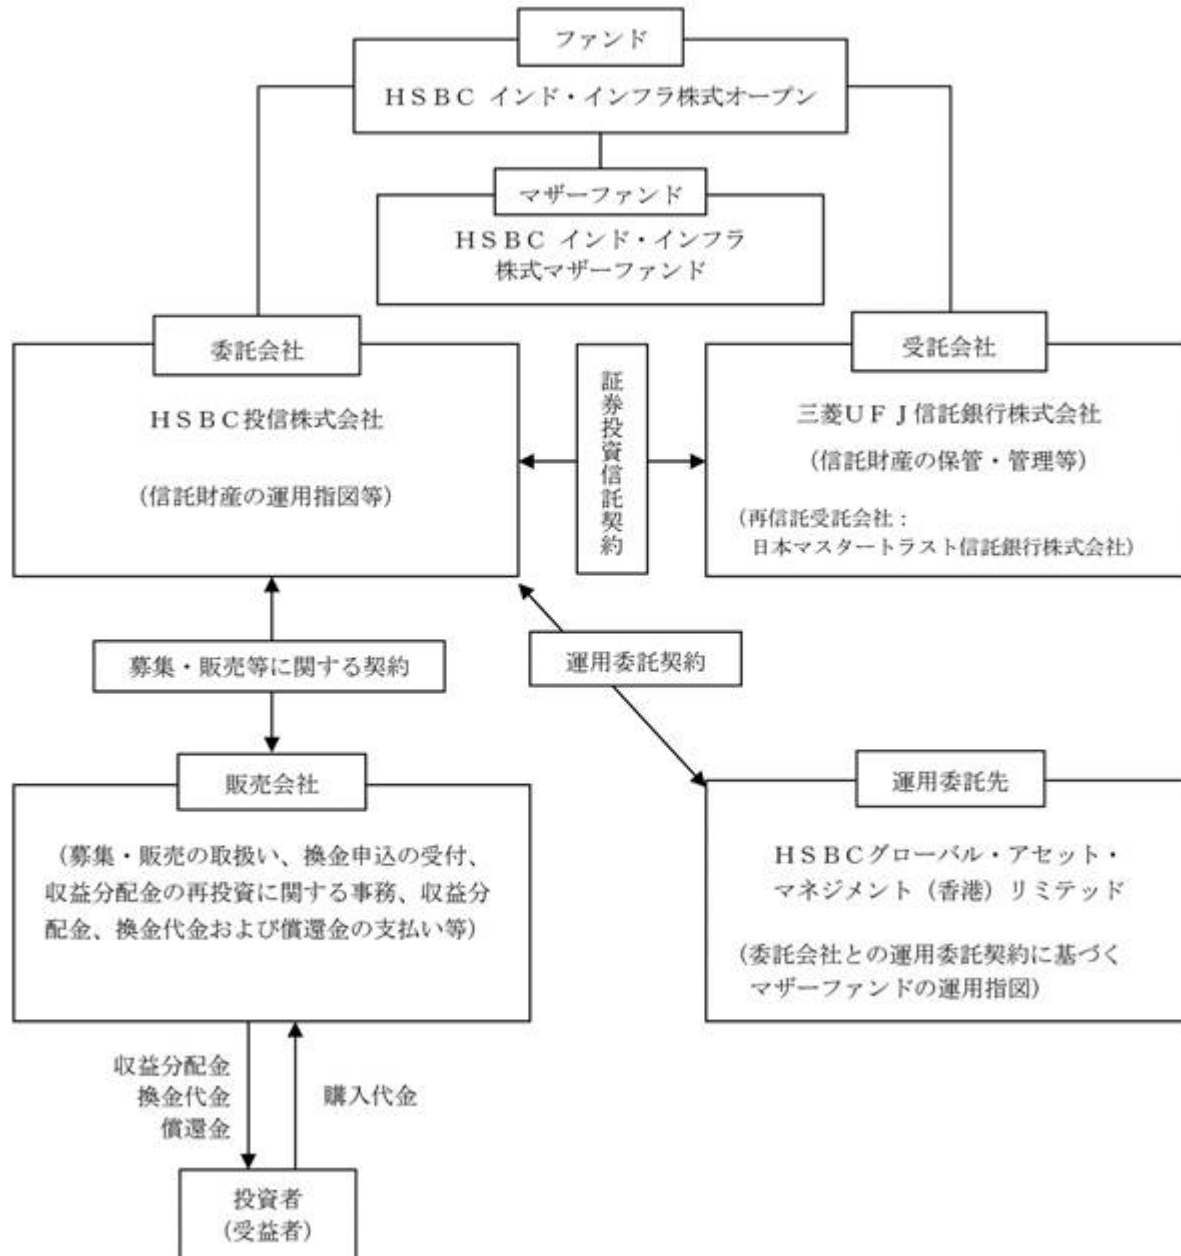 ファンド
HSBC インド・インフラ株式オープン
マザーファンド
HSBC インド・インフラ
株式マザーファンド
委託会社
HSBC投信株式会社
(信託財産の運用指図等)
証券投資信託契約
受託会社
三菱UFJ信託銀行株式会社
(信託財産の保管・管理等)
(再信託受託会社:
日本マスタートラスト信託銀行株式会社)
募集・販売等に関する契約
運用委託契約
販売会社
(募集・販売の取扱い、換金申込の受付、
収益分配金の再投資に関する事務、収益分
配金、換金代金および償還金の支払い等)
運用委託先
HSBCグローバル・アセット・
マネジメント(香港)リミテッド
(委託会社との運用委託契約に基づく
マザーファンドの運用指図)
収益分配金
換金代金
償還金
購入代金
投資者
(受益者)